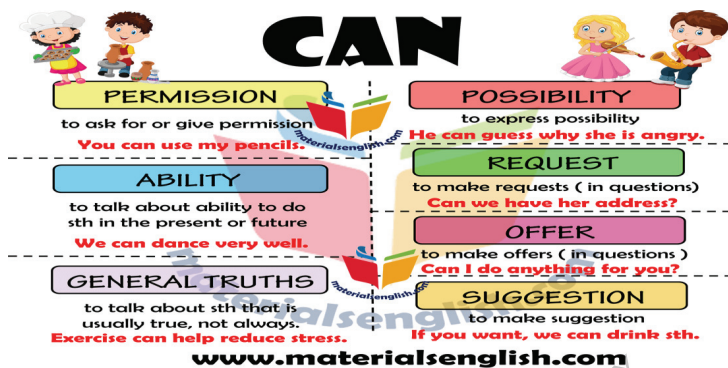 CAN
PERMISSION
to ask for or give permission
You can use my pencils.
ABILITY
to talk about ability to do
sth in the present or future
We can dance very well.
GENERAL TRUTHS
to talk about sth that is
usually true, not always.
Exercise can help reduce stress.
POSSIBILITY
to express possibility
He can guess why she is angry.
REQUEST
to make requests ( in questions)
Can we have her address?
OFFER
to make offers ( in questions )
Can I do anything for you?
SUGGESTION
to make suggestion
If you want, we can drink sth.
materialsenglish.com
materialsenglish.com
materialsenglish.com
www.materialsenglish.com